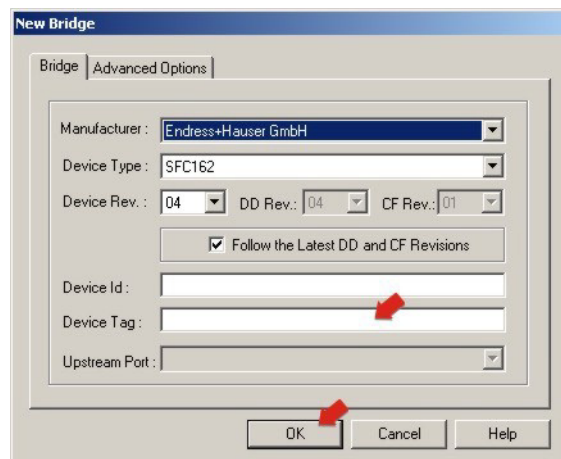 New Bridge
Bridge Advanced Options
Manufacturer : Endress+Hauser GmbH
Device Type : SFC162
Device Rev. : 04 DD Rev.: 04 CF Rev.: 01
Follow the Latest DD and CF Revisions
Device Id :
Device Tag :
Upstream Port :
OK Cancel Help